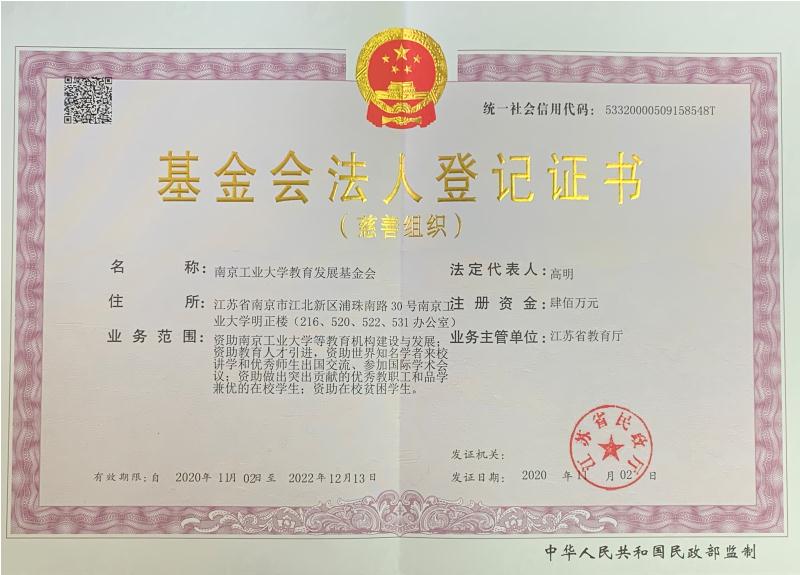 统一社会信用代码：53320000509158548T
基金会法人登记证书
（慈善组织）
名称：南京工业大学教育发展基金会
法定代表人：高明
住所：江苏省南京市江北新区浦珠南路30号南京工
业大学明正楼（216、520、522、531办公室）
注册资金：肆佰万元
业务范围：资助南京工业大学等教育机构建设与发展；
资助教育人才引进，资助世界知名学者来校
讲学和优秀师生出国交流、参加国际学术会
议；资助做出突出贡献的优秀教职工和品学
兼优的在校学生；资助在校贫困学生。
业务主管单位：江苏省教育厅
江苏省民政厅
发证机关：
发证日期：2020年11月02日
有效期限：自2020年11月02日至2022年12月13日
中华人民共和国民政部监制